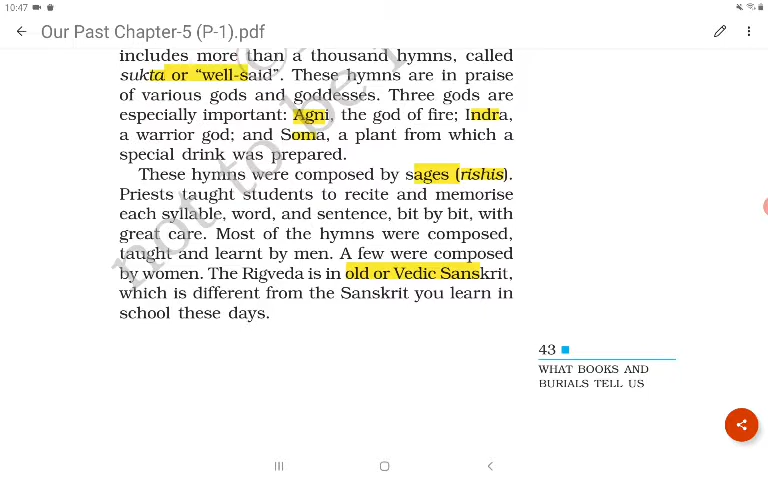 10:47
Our Past Chapter-5 (P-1).pdf
includes more than a thousand hymns, called
sukta or “well-said”. These hymns are in praise
of various gods and goddesses. Three gods are
especially important: Agni, the god of fire; Indra,
a warrior god; and Soma, a plant from which a
special drink was prepared.
These hymns were composed by sages (rishis).
Priests taught students to recite and memorise
each syllable, word, and sentence, bit by bit, with
great care. Most of the hymns were composed,
taught and learnt by men. A few were composed
by women. The Rigveda is in old or Vedic Sanskrit,
which is different from the Sanskrit you learn in
school these days.
not to be r
43
WHAT BOOKS AND
BURIALS TELL US